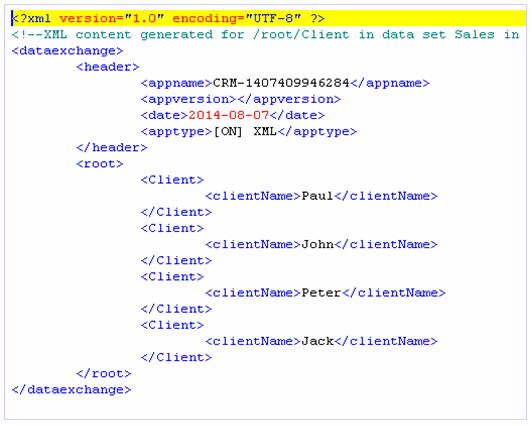 <?xml version="1.0" encoding="UTF-8" ?>
<!--XML content generated for /root/Client in data set Sales in
<dataexchange>
<header>
<appname>CRM-1407409946284</appname>
<appversion></appversion>
<date>2014-08-07</date>
<apptype>[ON] XML</apptype>
</header>
<root>
<Client>
<clientName>Paul</clientName>
</Client>
<Client>
<clientName>John</clientName>
</Client>
<Client>
<clientName>Peter</clientName>
</Client>
<Client>
<clientName>Jack</clientName>
</Client>
</root>
</dataexchange>